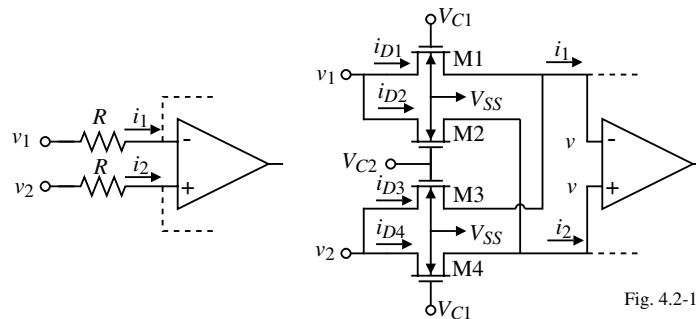 V_C1
i_D1
M1
i_1
v_1
i_D2
V_SS
R
i_1
M2
v_1
-
v
-
R
i_2
V_C2
v_2
+
i_D3
v
+
M3
i_2
i_D4
V_SS
v_2
M4
V_C1
Fig. 4.2-1